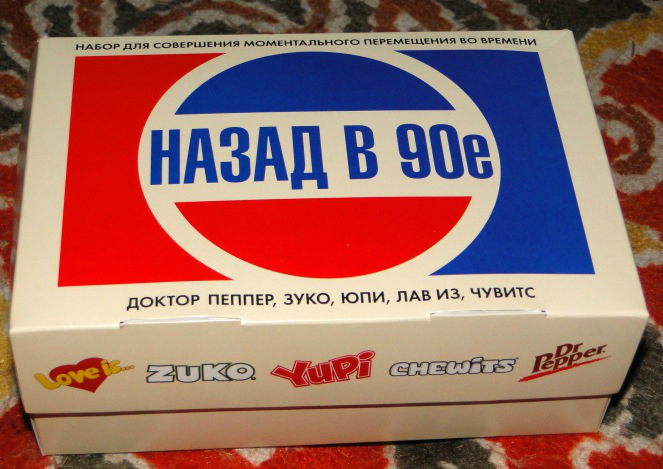 НАБОР ДЛЯ СОВЕРШЕНИЯ МОМЕНТАЛЬНОГО ПЕРЕМЕЩЕНИЯ ВО ВРЕМЕНИ
НАЗАД В 90е
ДОКТОР ПЕППЕР, ЗУКО, ЮПИ, ЛАВ ИЗ, ЧУВИТС
Love is... ZUKO. YUPi CHEWiTS Dr Pepper.